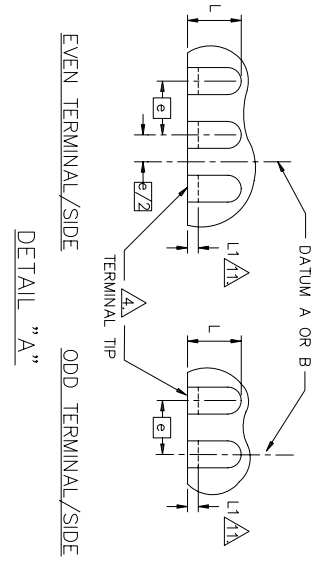 DATUM A OR B
L
L1 11.
e
e/2
4.
TERMINAL TIP
EVEN TERMINAL/SIDE
L
L1 11.
e
ODD TERMINAL/SIDE
DETAIL "A"